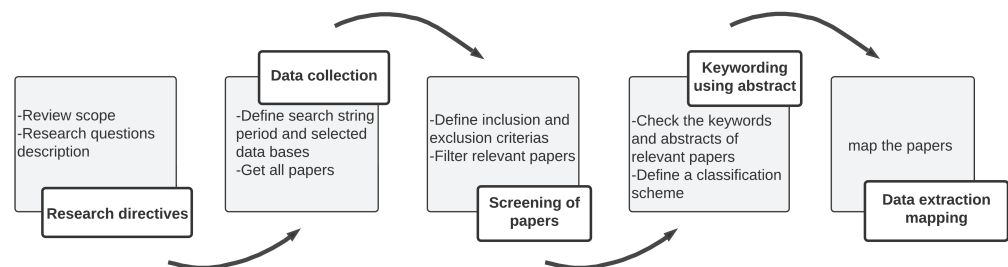 -Review scope
-Research questions
description
Research directives
Data collection
-Define search string
period and selected
data bases
-Get all papers
-Define inclusion and
exclusion criterias
-Filter relevant papers
Screening of
papers
Keywording
using abstract
-Check the keywords
and abstracts of
relevant papers
-Define a classification
scheme
map the papers
Data extraction
mapping